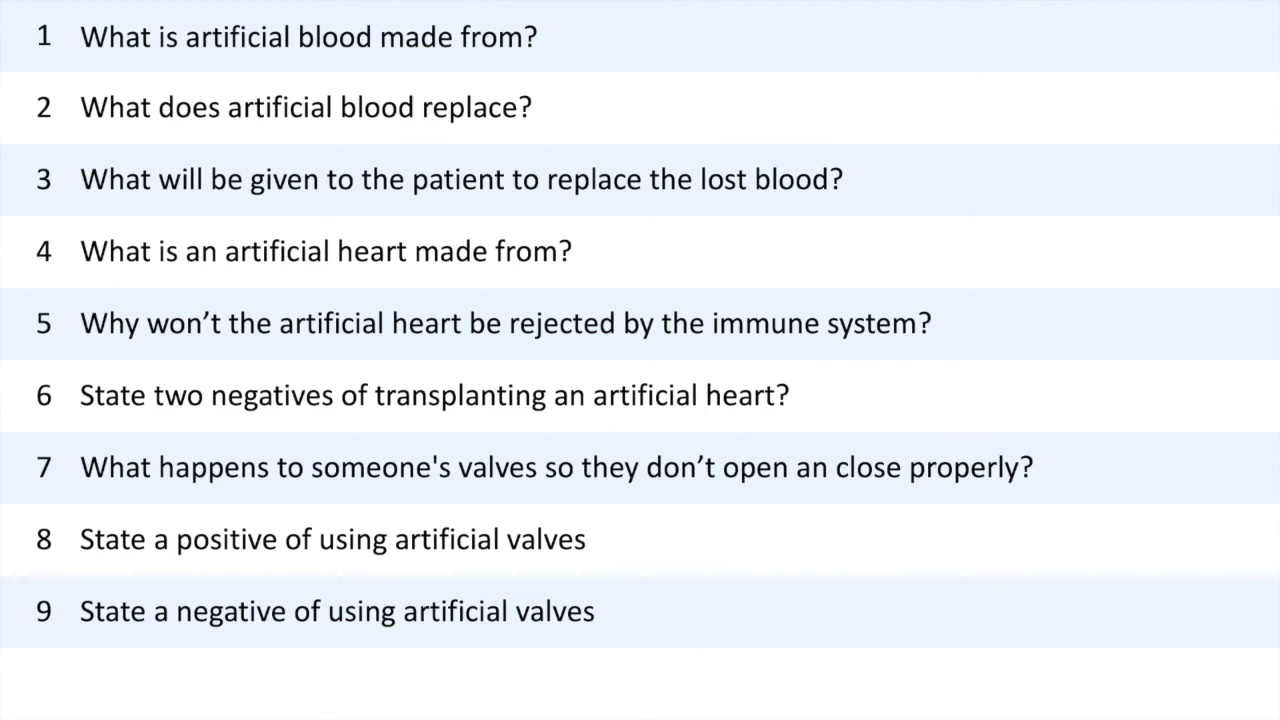 1 What is artificial blood made from?
2 What does artificial blood replace?
3 What will be given to the patient to replace the lost blood?
4 What is an artificial heart made from?
5 Why won’t the artificial heart be rejected by the immune system?
6 State two negatives of transplanting an artificial heart?
7 What happens to someone's valves so they don’t open an close properly?
8 State a positive of using artificial valves
9 State a negative of using artificial valves